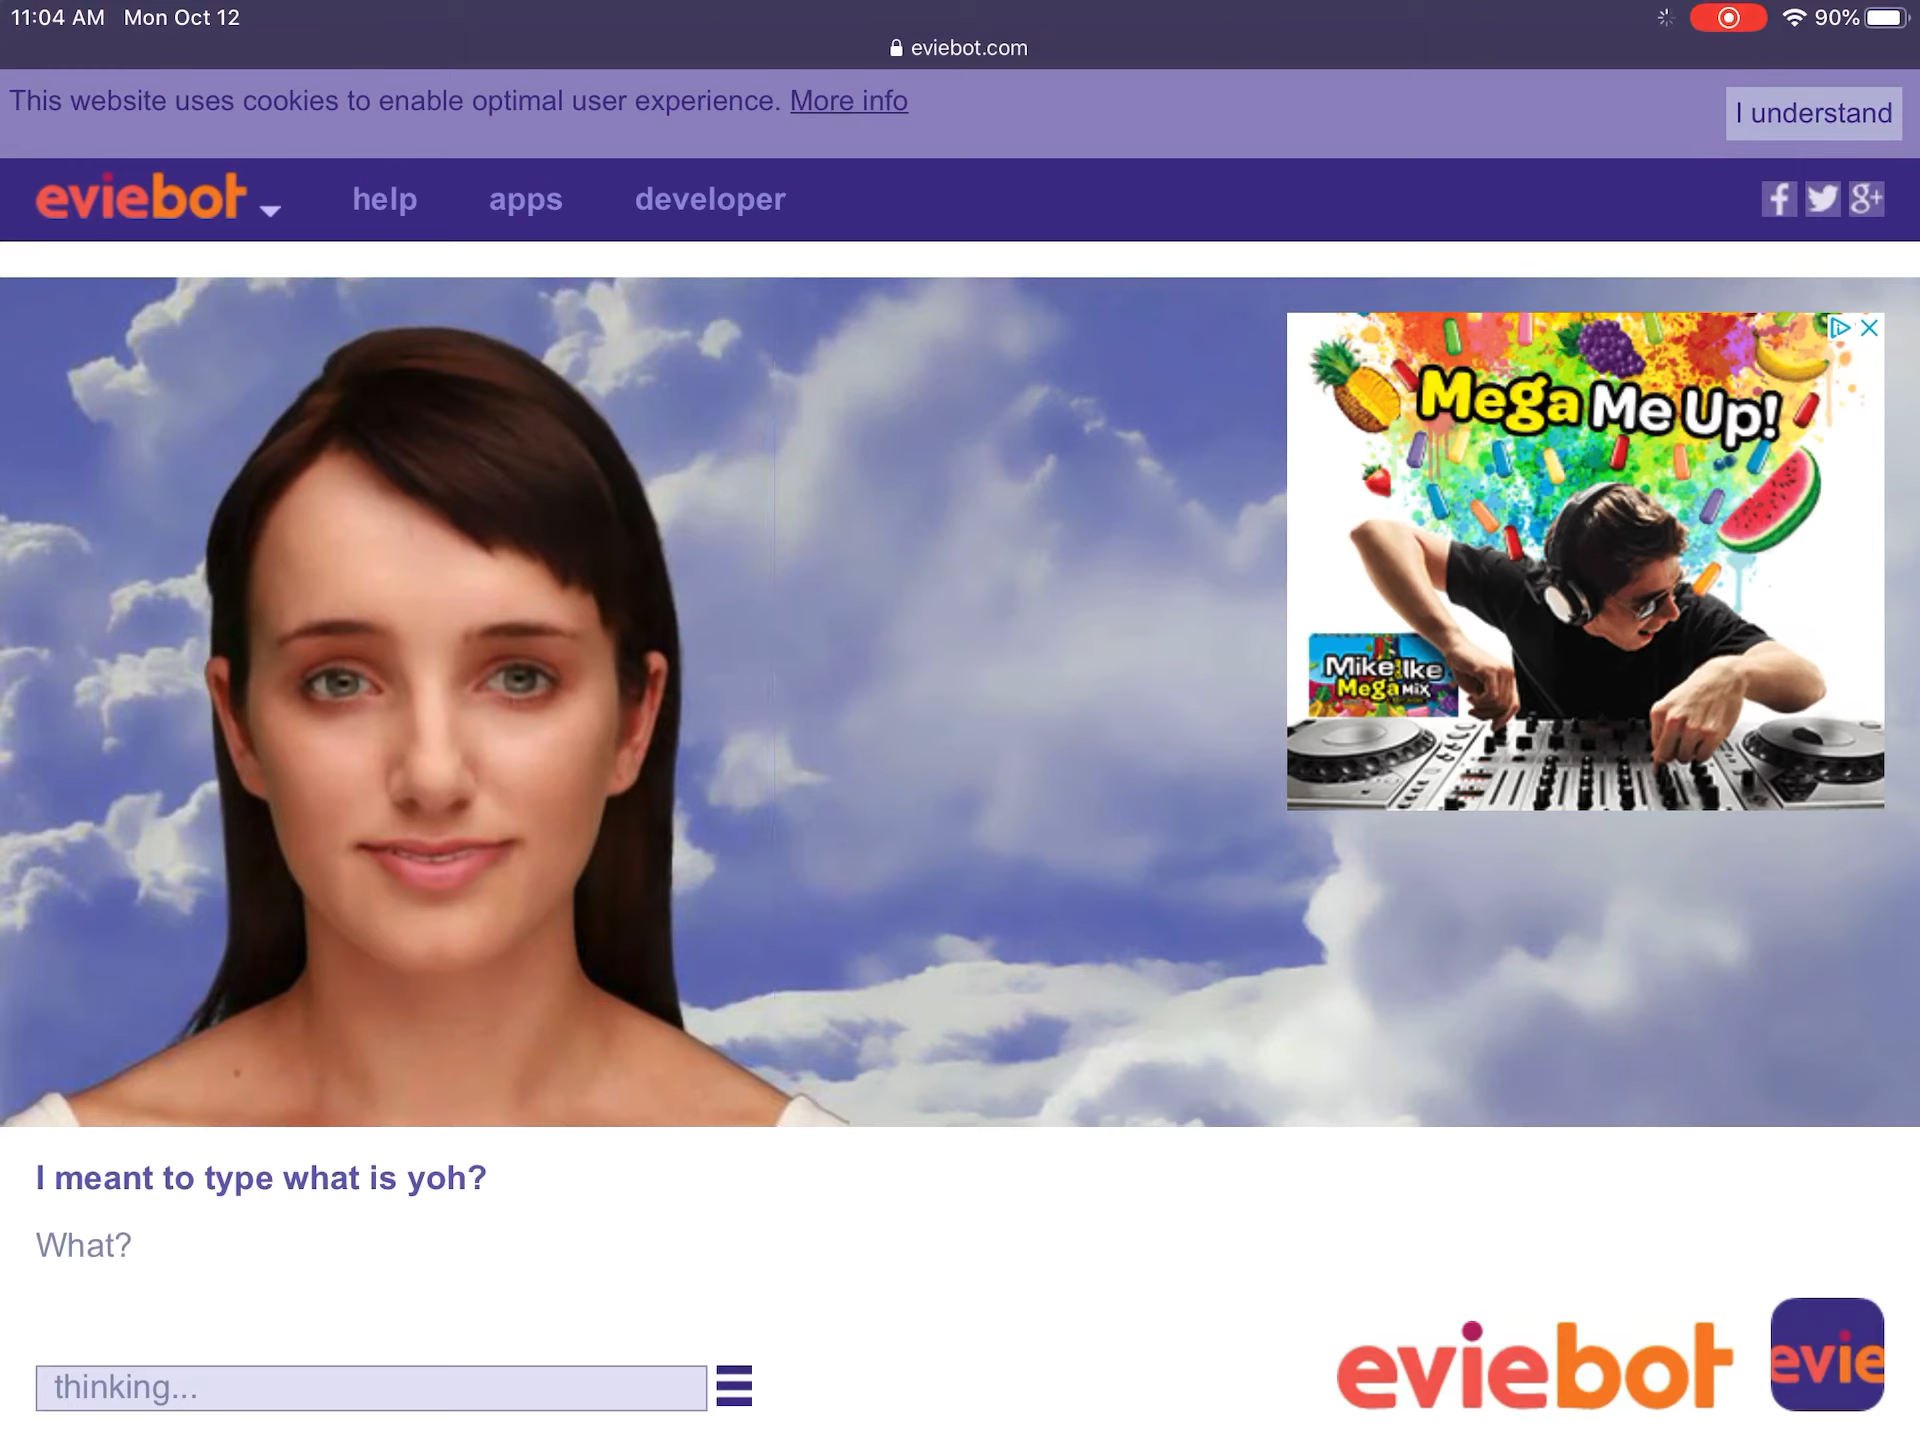 11:04 AM Mon Oct 12
90%
eviebot.com
This website uses cookies to enable optimal user experience. More info
I understand
eviebot help apps developer
f g+
Mega Me Up!
Mike and Ike
Mega Mix
I meant to type what is yoh?
What?
thinking...
eviebot
evie